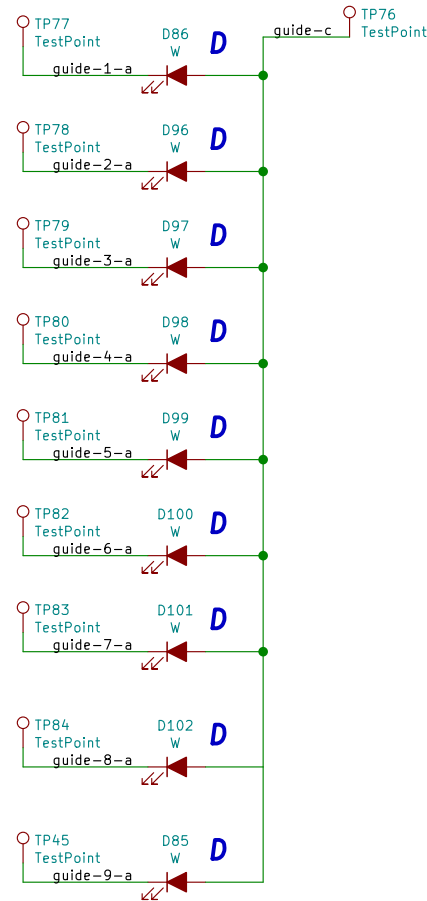 TP77
TestPoint
guide-1-a
D86
W
D
guide-c
TP76
TestPoint
TP78
TestPoint
guide-2-a
D96
W
D
TP79
TestPoint
guide-3-a
D97
W
D
TP80
TestPoint
guide-4-a
D98
W
D
TP81
TestPoint
guide-5-a
D99
W
D
TP82
TestPoint
guide-6-a
D100
W
D
TP83
TestPoint
guide-7-a
D101
W
D
TP84
TestPoint
guide-8-a
D102
W
D
TP45
TestPoint
guide-9-a
D85
W
D